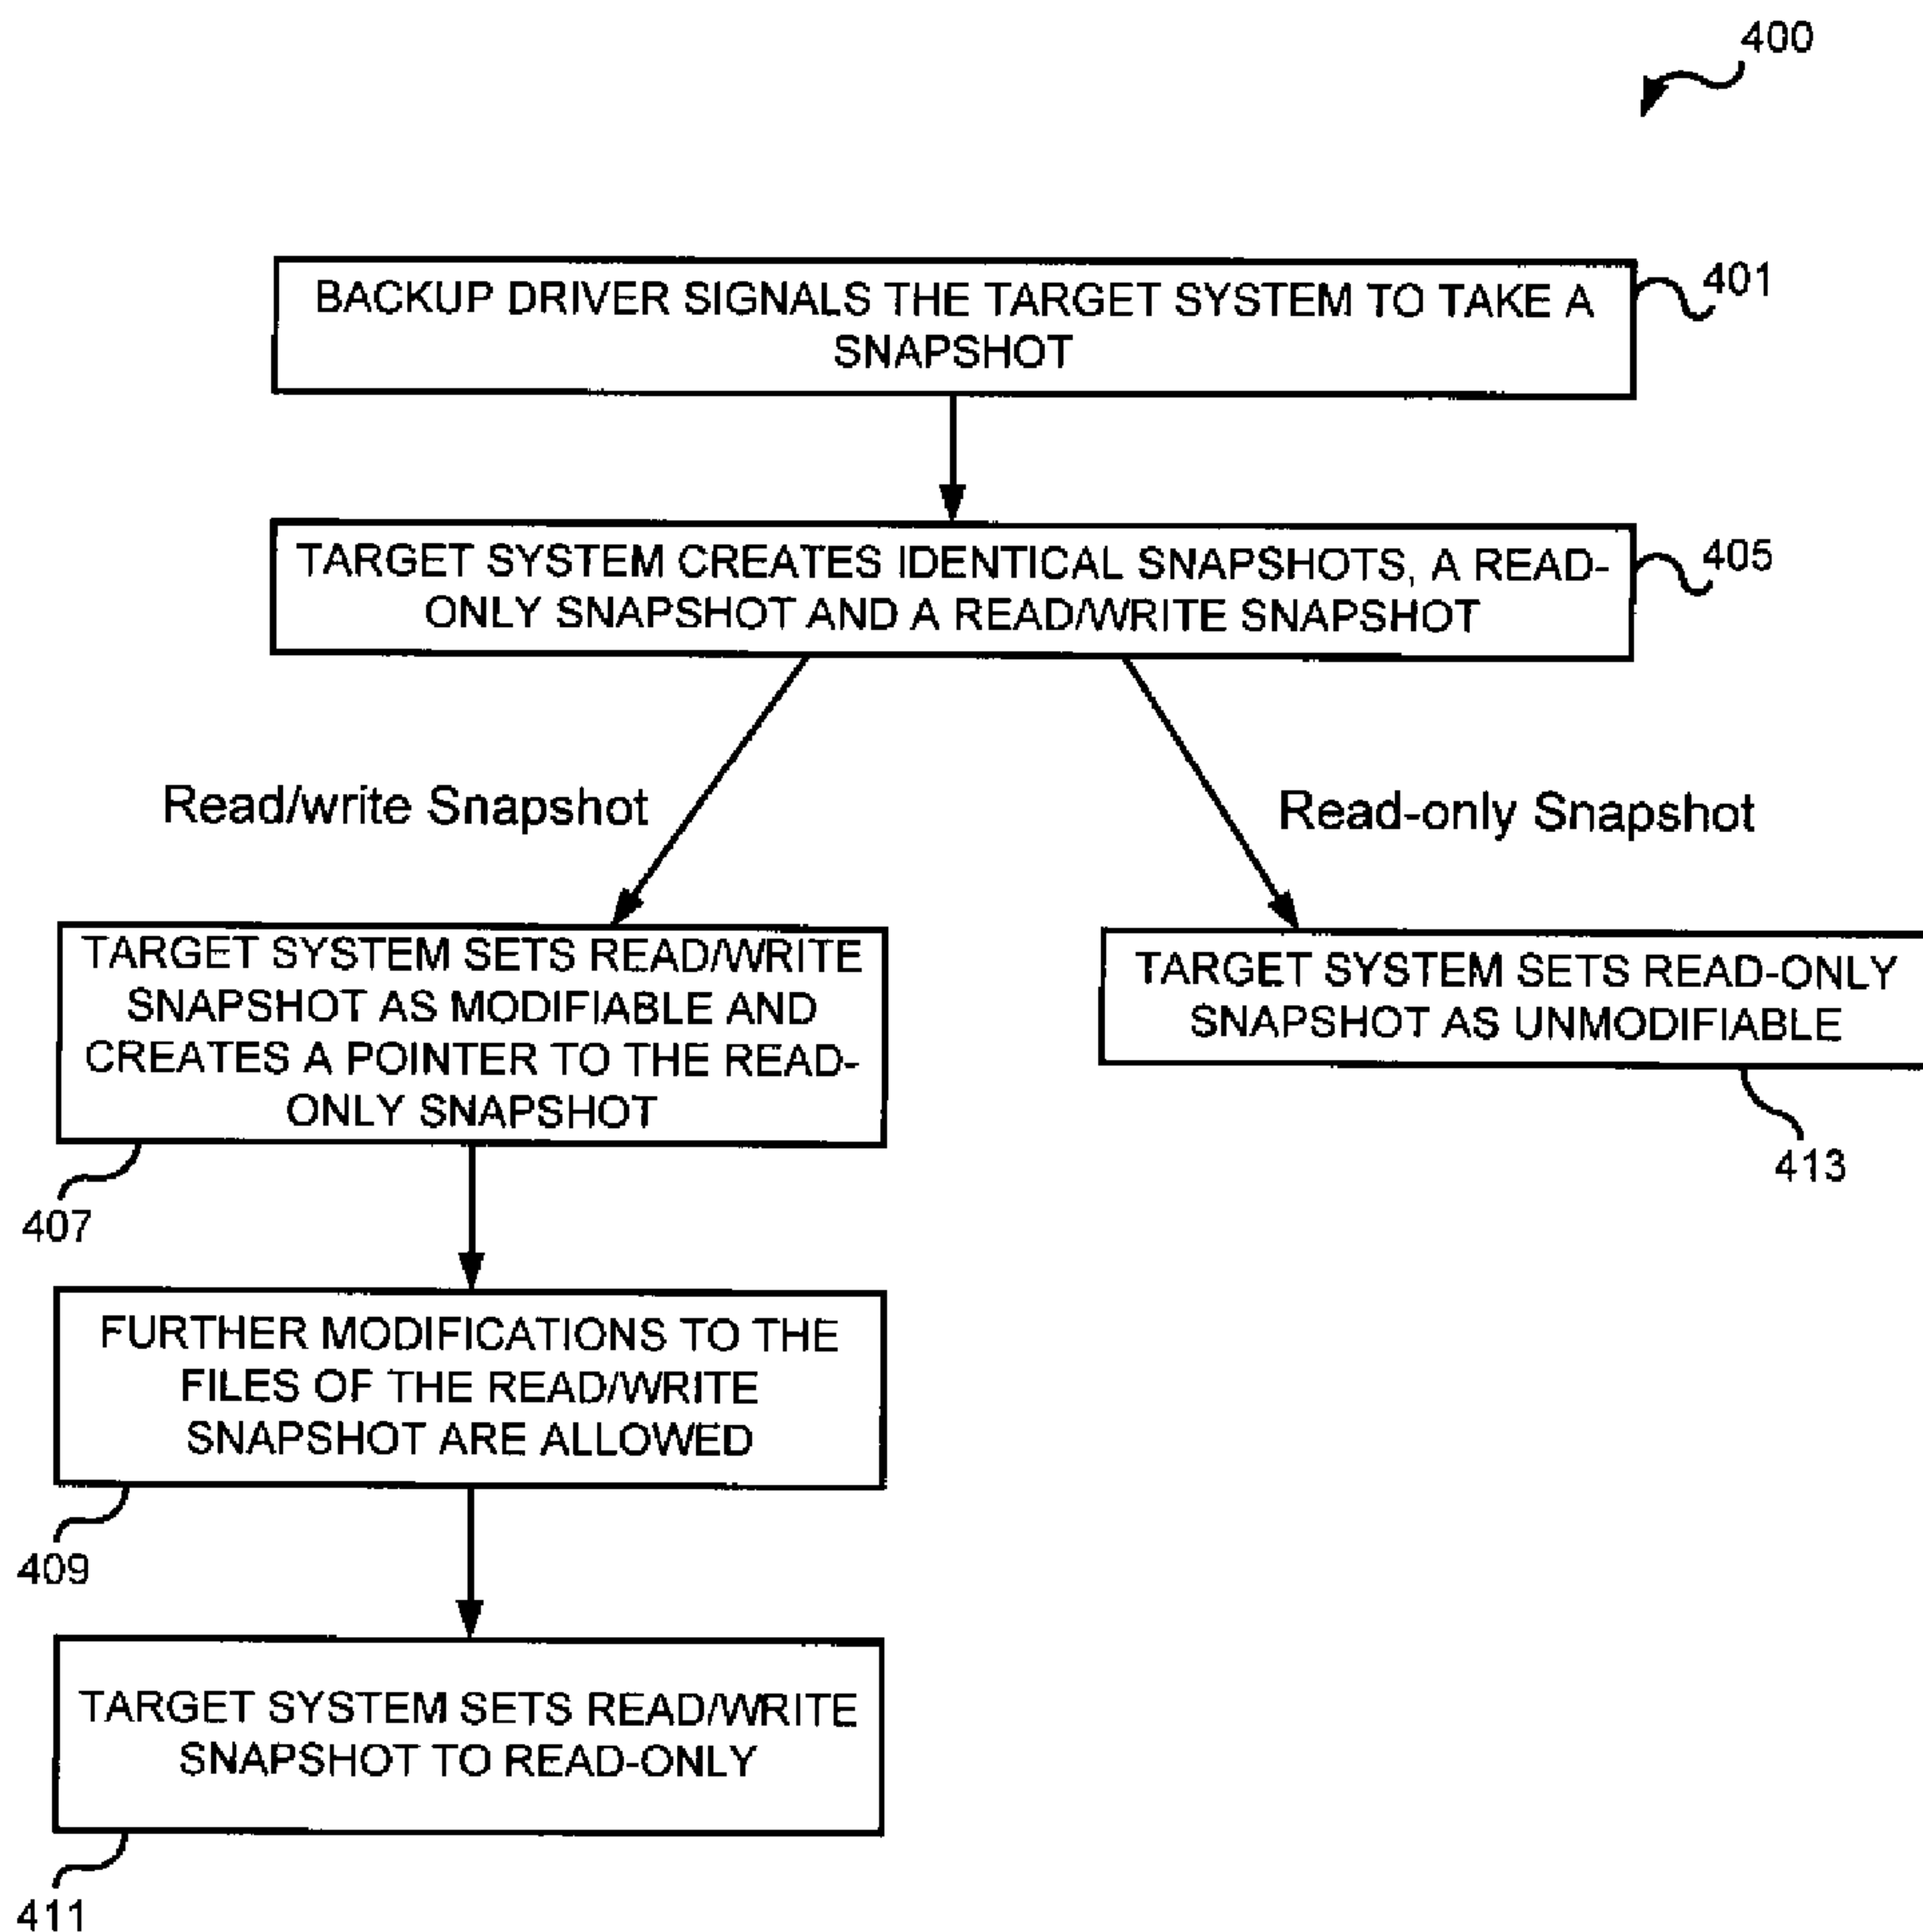 400
BACKUP DRIVER SIGNALS THE TARGET SYSTEM TO TAKE A
SNAPSHOT
401
TARGET SYSTEM CREATES IDENTICAL SNAPSHOTS, A READ-
ONLY SNAPSHOT AND A READ/WRITE SNAPSHOT
405
Read/write Snapshot
Read-only Snapshot
TARGET SYSTEM SETS READ/WRITE
SNAPSHOT AS MODIFIABLE AND
CREATES A POINTER TO THE READ-
ONLY SNAPSHOT
407
TARGET SYSTEM SETS READ-ONLY
SNAPSHOT AS UNMODIFIABLE
413
FURTHER MODIFICATIONS TO THE
FILES OF THE READ/WRITE
SNAPSHOT ARE ALLOWED
409
TARGET SYSTEM SETS READ/WRITE
SNAPSHOT TO READ-ONLY
411